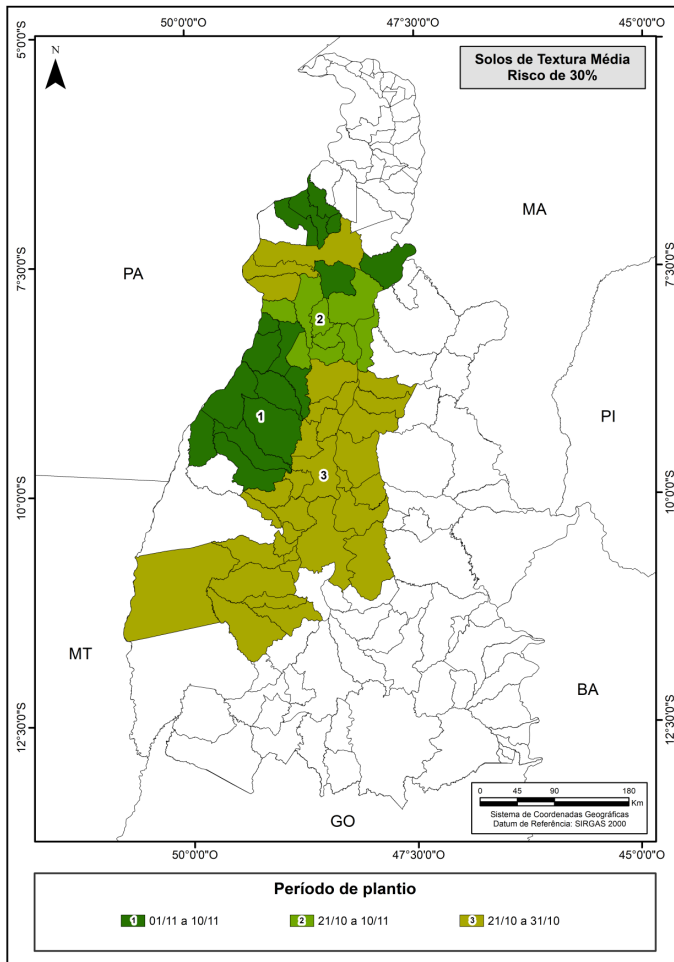 50°0'0"O 47°30'0"O 45°0'0"O
5°0'0"S
N
Solos de Textura Média
Risco de 30%
MA
PA
7°30'0"S 7°30'0"S
2
1
PI
3
10°0'0"S 10°0'0"S
MT
BA
12°30'0"S 12°30'0"S
0 45 90 180
Km
Sistema de Coordenadas Geográficas
Datum de Referência: SIRGAS 2000
GO
50°0'0"O 47°30'0"O 45°0'0"O
Período de plantio
1 01/11 a 10/11 2 21/10 a 10/11 3 21/10 a 31/10